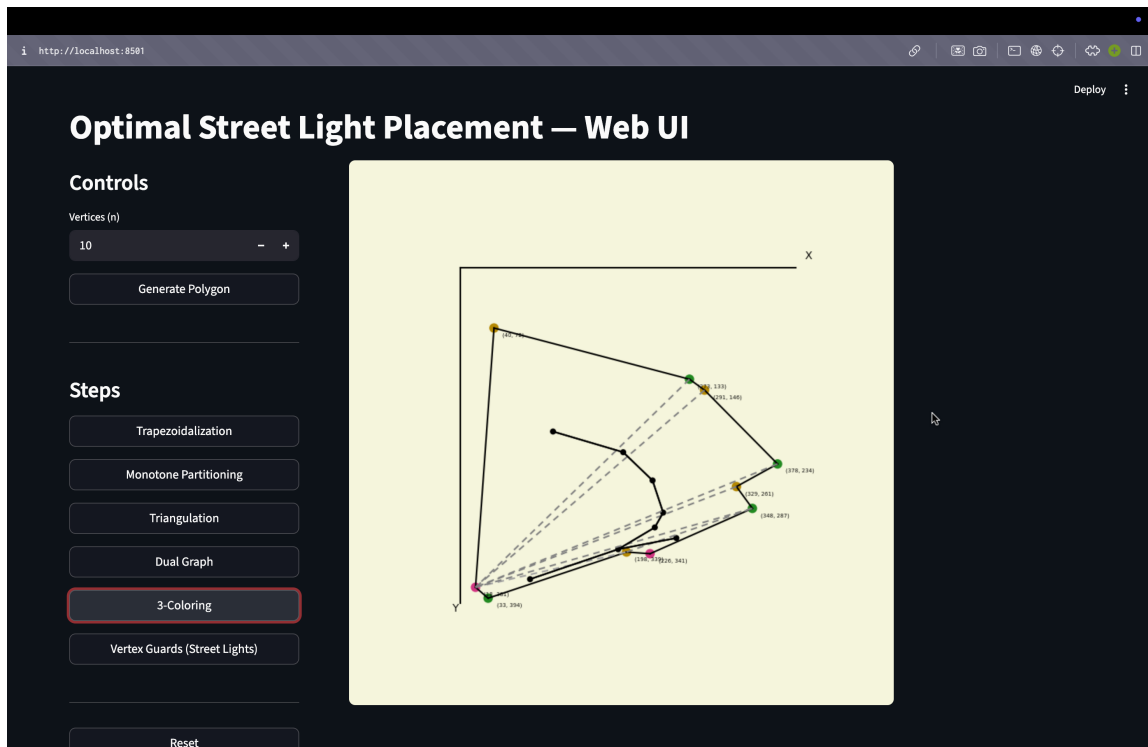 http://localhost:8501
Deploy
Optimal Street Light Placement — Web UI
Controls
Vertices (n)
10
Generate Polygon
Steps
Trapezoidalization
Monotone Partitioning
Triangulation
Dual Graph
3-Coloring
Vertex Guards (Street Lights)
Reset
X
133)
(291, 146)
(378, 234)
(329, 261)
(348, 287)
341)
(33, 394)
Y